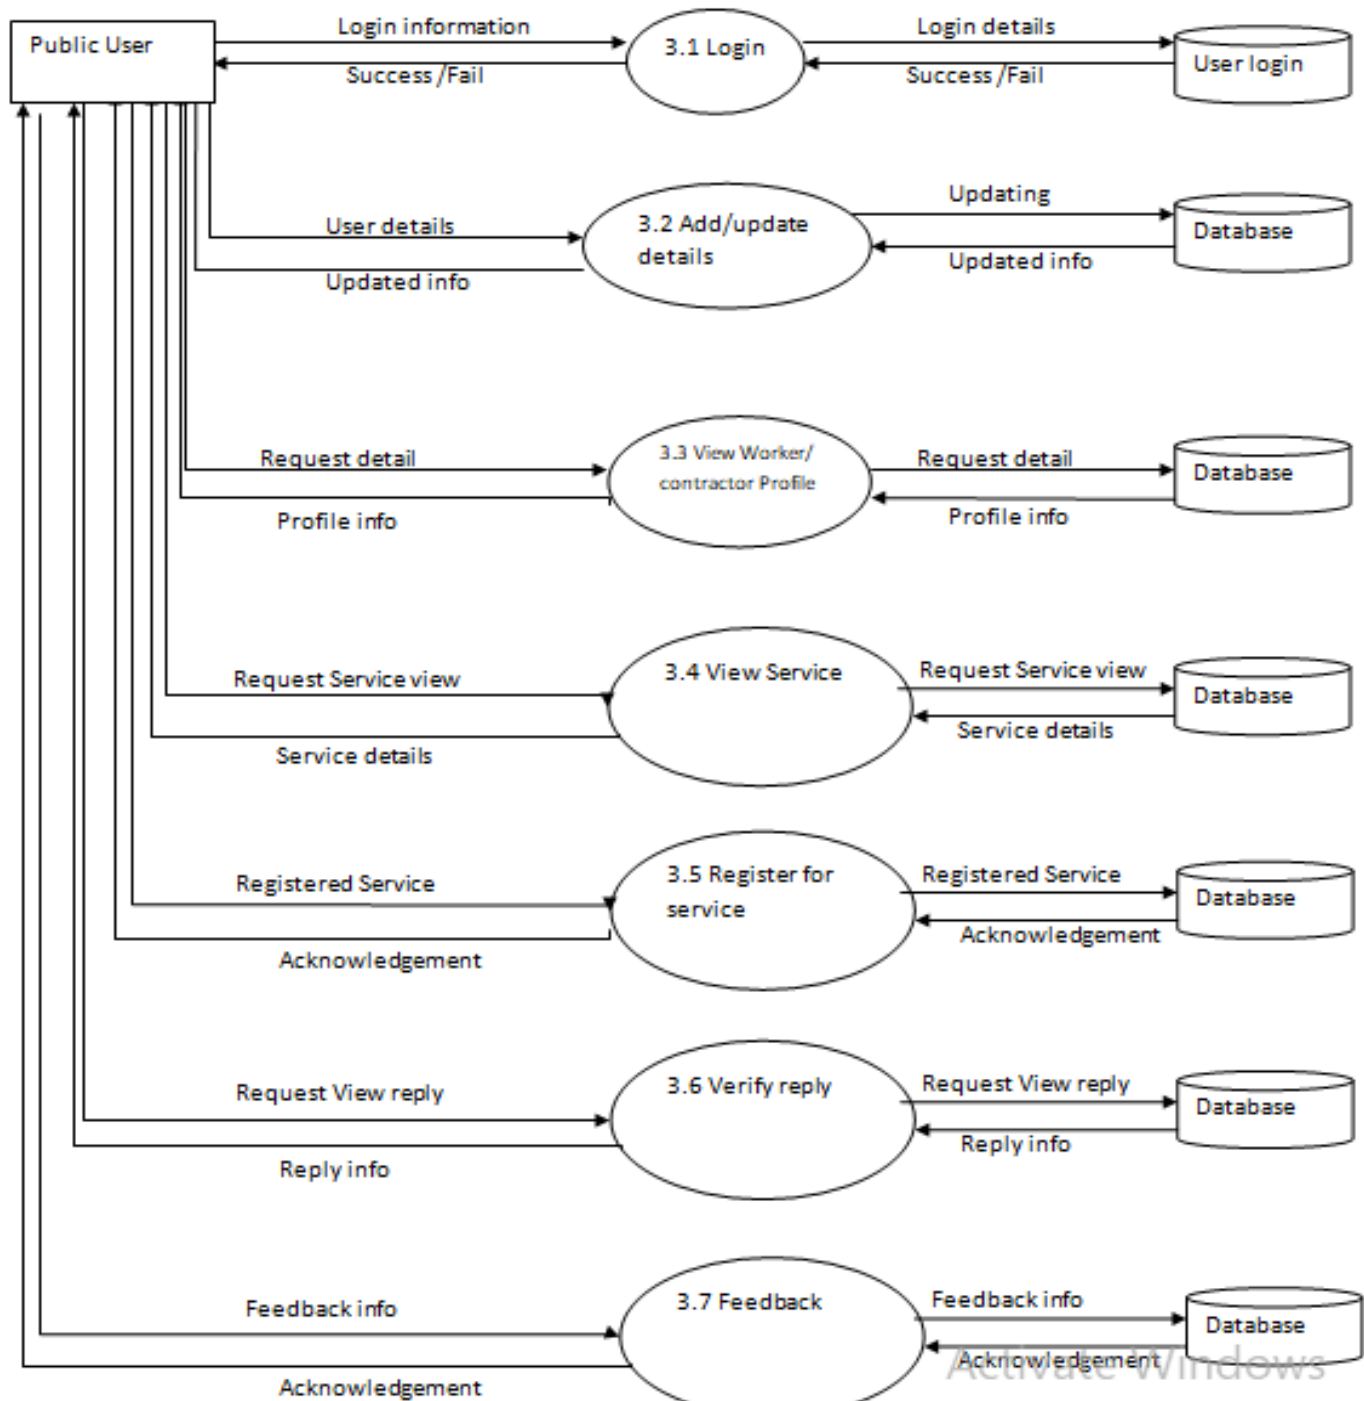 Public User
Login information
3.1 Login
Login details
User login
Success /Fail
Success /Fail
Updating
User details
3.2 Add/update
details
Database
Updated info
Updated info
Request detail
3.3 View Worker/
contractor Profile
Request detail
Database
Profile info
Profile info
Request Service view
3.4 View Service
Request Service view
Database
Service details
Service details
Registered Service
3.5 Register for
service
Registered Service
Database
Acknowledgement
Acknowledgement
Request View reply
3.6 Verify reply
Request View reply
Database
Reply info
Reply info
Feedback info
3.7 Feedback
Feedback info
Database
Acknowledgement
Acknowledgement
Activate Windows